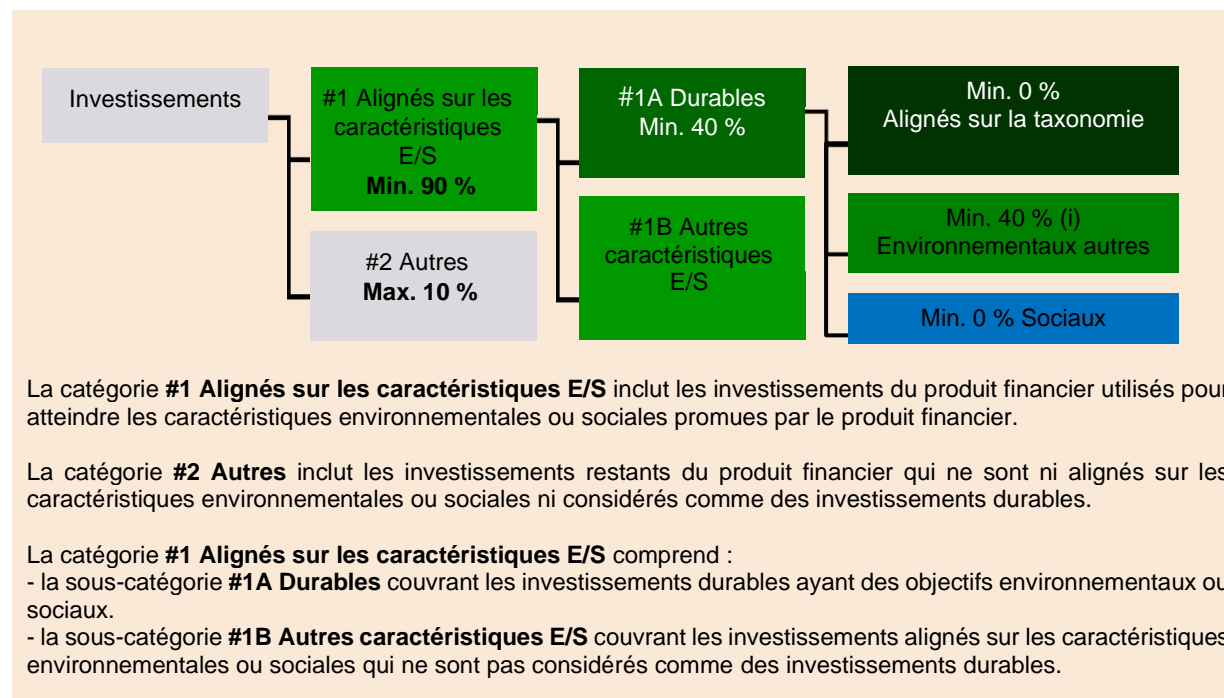 Investissements
#1 Alignés sur les
caractéristiques
E/S
Min. 90 %
#2 Autres
Max. 10 %
#1A Durables
Min. 40 %
#1B Autres
caractéristiques
E/S
Min. 0 %
Alignés sur la taxonomie
Min. 40 % (i)
Environnementaux autres
Min. 0 % Sociaux
La catégorie #1 Alignés sur les caractéristiques E/S inclut les investissements du produit financier utilisés pour
atteindre les caractéristiques environnementales ou sociales promues par le produit financier.
La catégorie #2 Autres inclut les investissements restants du produit financier qui ne sont ni alignés sur les
caractéristiques environnementales ou sociales ni considérés comme des investissements durables.
La catégorie #1 Alignés sur les caractéristiques E/S comprend :
- la sous-catégorie #1A Durables couvrant les investissements durables ayant des objectifs environnementaux ou
sociaux.
- la sous-catégorie #1B Autres caractéristiques E/S couvrant les investissements alignés sur les caractéristiques
environnementales ou sociales qui ne sont pas considérés comme des investissements durables.